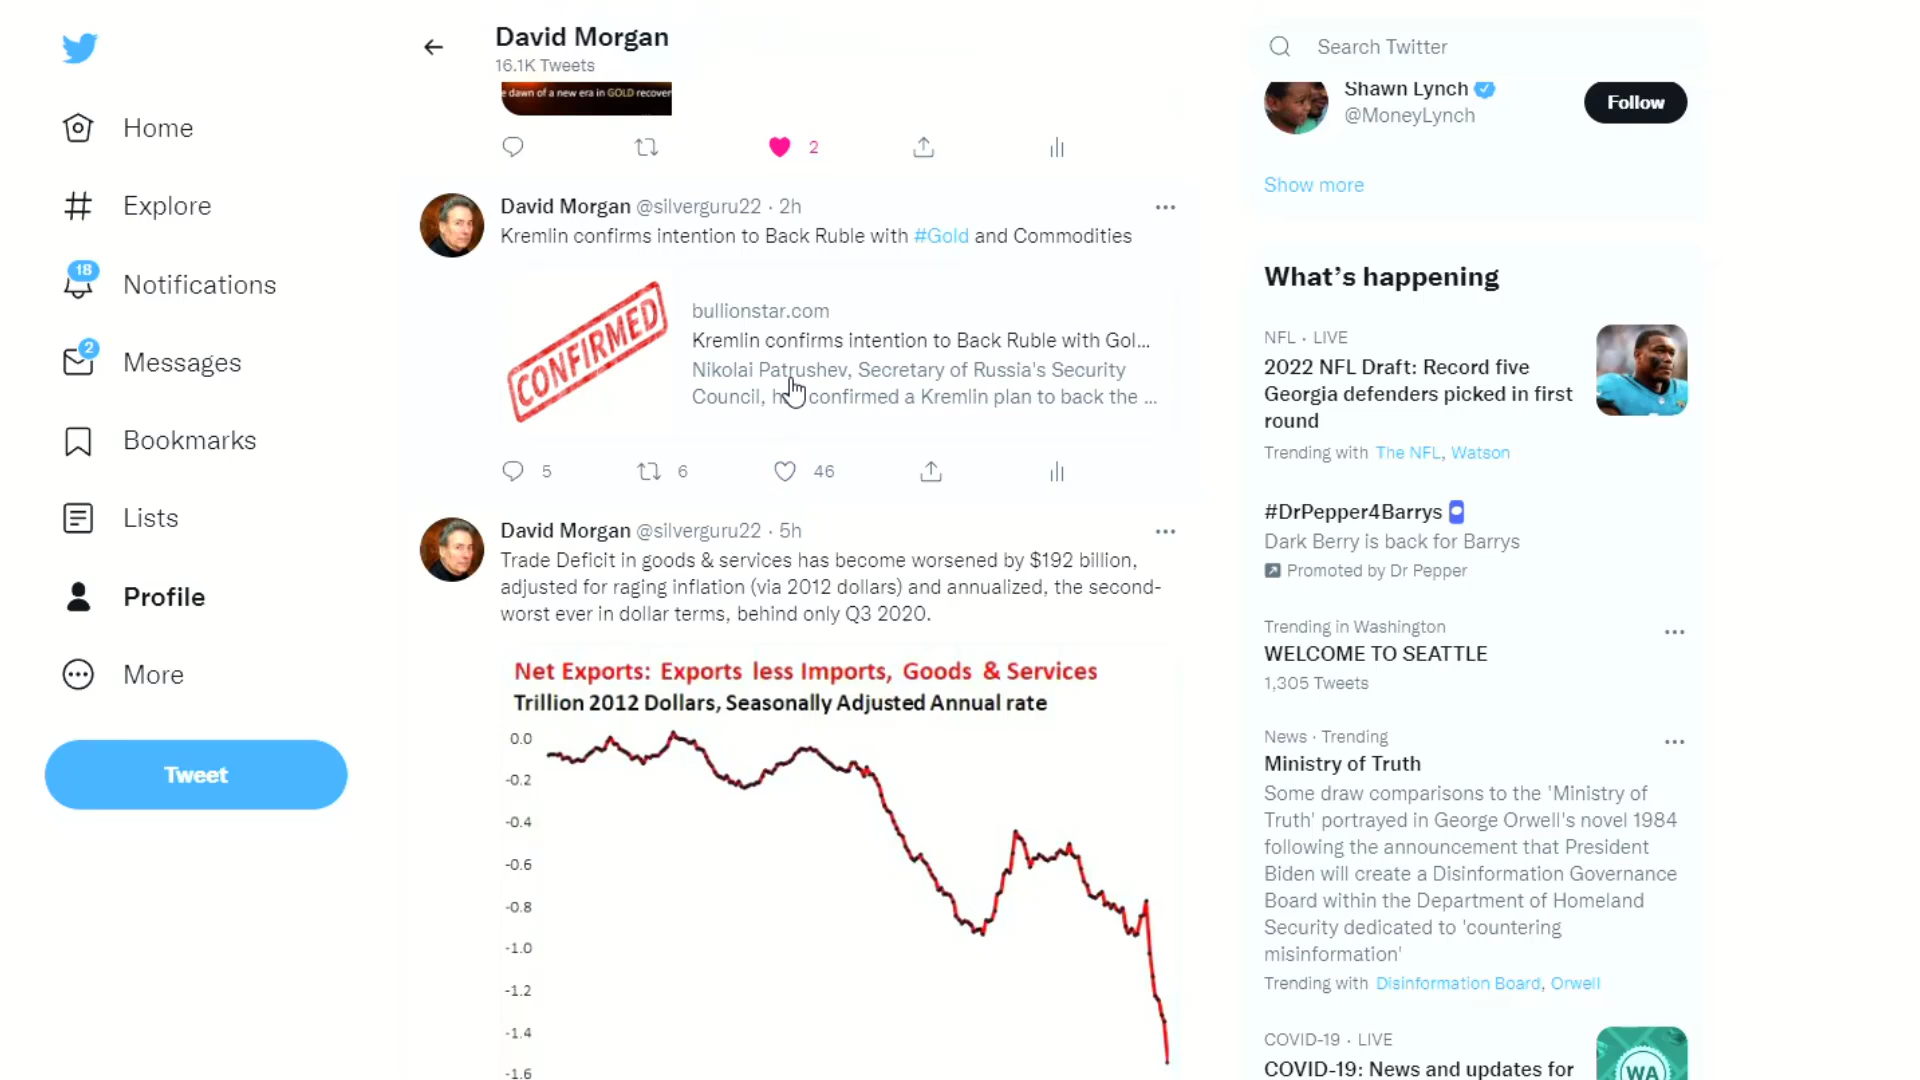 David Morgan
16.1K Tweets
e dawn of a new era in GOLD recover
2
Home
Explore
18
Notifications
2
Messages
Bookmarks
Lists
Profile
More
Tweet
David Morgan @silverguru22 · 2h
Kremlin confirms intention to Back Ruble with #Gold and Commodities
CONFIRMED
bullionstar.com
Kremlin confirms intention to Back Ruble with Gol...
Nikolai Patrushev, Secretary of Russia's Security
Council, h confirmed a Kremlin plan to back the ...
5
6
46
David Morgan @silverguru22 · 5h
Trade Deficit in goods & services has become worsened by $192 billion,
adjusted for raging inflation (via 2012 dollars) and annualized, the second-
worst ever in dollar terms, behind only Q3 2020.
Net Exports: Exports less Imports, Goods & Services
Trillion 2012 Dollars, Seasonally Adjusted Annual rate
0.0
-0.2
-0.4
-0.6
-0.8
-1.0
-1.2
-1.4
-1.6
Search Twitter
Shawn Lynch
@MoneyLynch
Follow
Show more
What's happening
NFL · LIVE
2022 NFL Draft: Record five
Georgia defenders picked in first
round
Trending with The NFL, Watson
#DrPepper4Barrys
Dark Berry is back for Barrys
Promoted by Dr Pepper
Trending in Washington
WELCOME TO SEATTLE
1,305 Tweets
News · Trending
Ministry of Truth
Some draw comparisons to the 'Ministry of
Truth' portrayed in George Orwell's novel 1984
following the announcement that President
Biden will create a Disinformation Governance
Board within the Department of Homeland
Security dedicated to 'countering
misinformation'
Trending with Disinformation Board, Orwell
COVID-19 · LIVE
COVID-19: News and updates for
WA